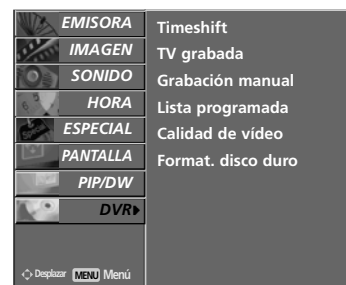 EMISORA
IMAGEN
SONIDO
HORA
ESPECIAL
PANTALLA
PIP/DW
DVR
Desplazar MENU Menú
Timeshift
TV grabada
Grabación manual
Lista programada
Calidad de vídeo
Format. disco duro